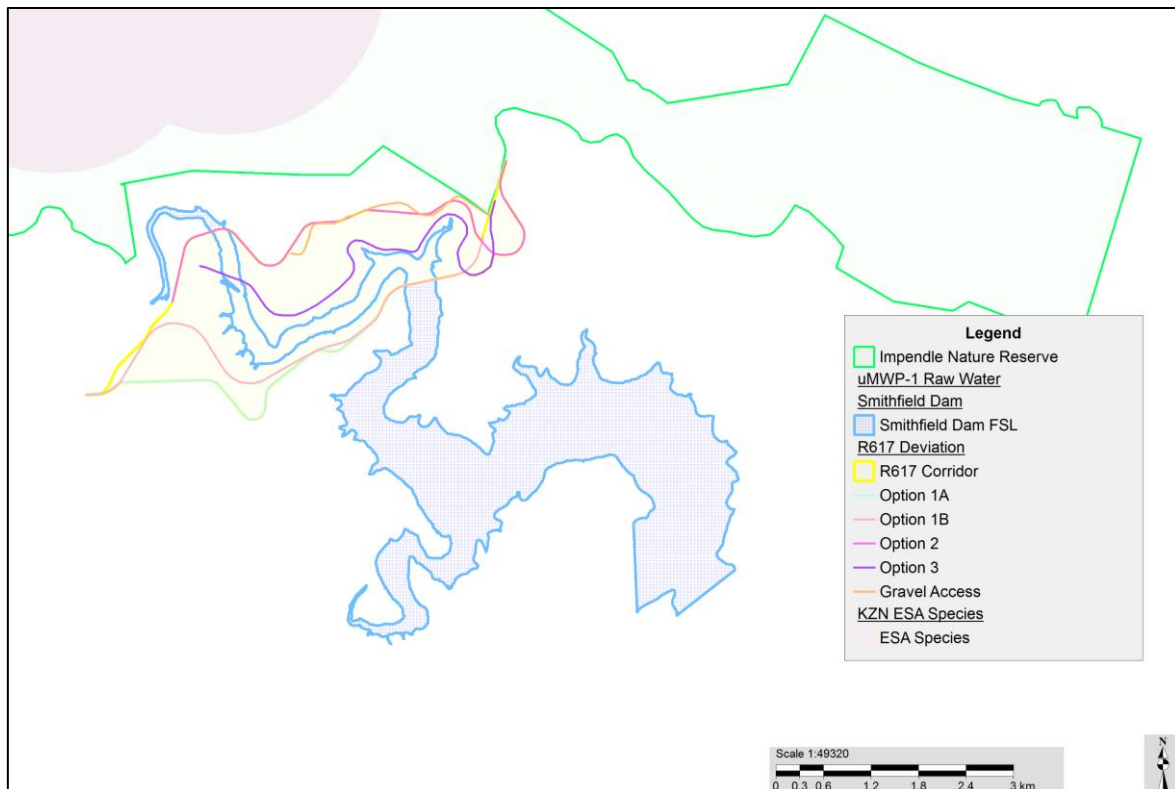 Legend
Impendle Nature Reserve
uMWP-1 Raw Water
Smithfield Dam
Smithfield Dam FSL
R617 Deviation
R617 Corridor
Option 1A
Option 1B
Option 2
Option 3
Gravel Access
KZN ESA Species
ESA Species
Scale 1:49320
0 0.3 0.6 1.2 1.8 2.4 3 km
N